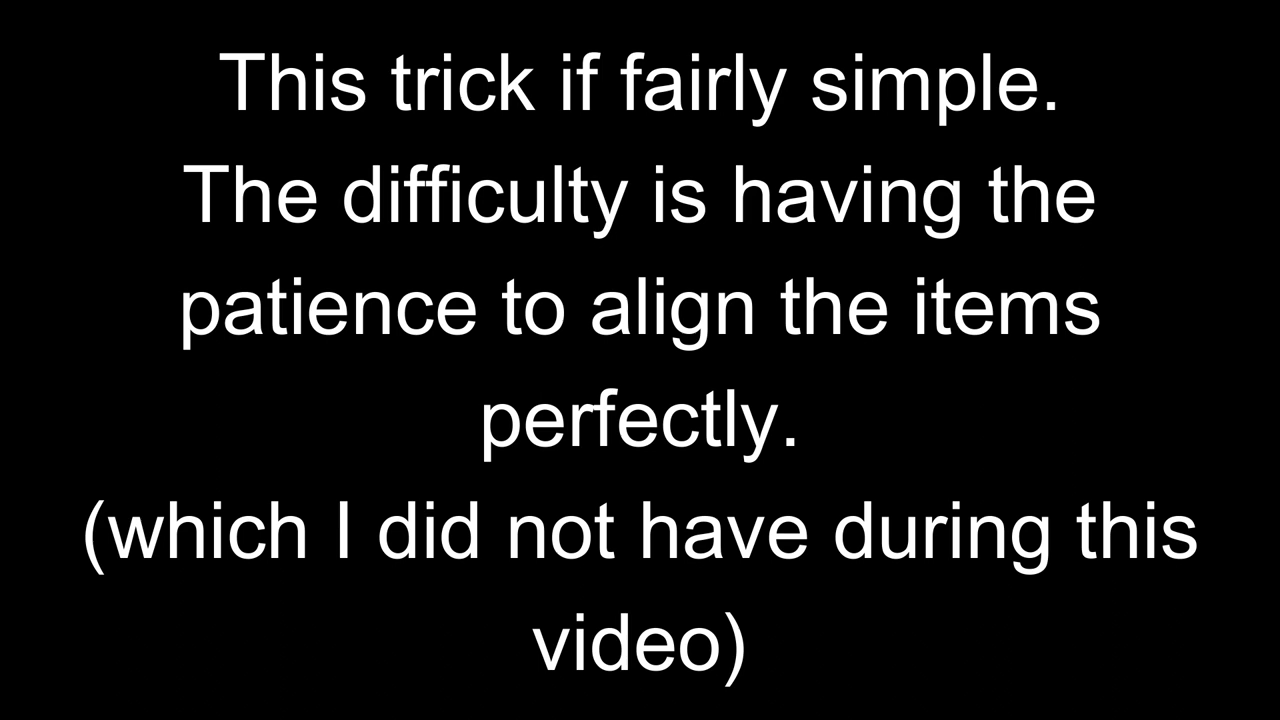 This trick if fairly simple.
The difficulty is having the
patience to align the items
perfectly.
(which I did not have during this
video)